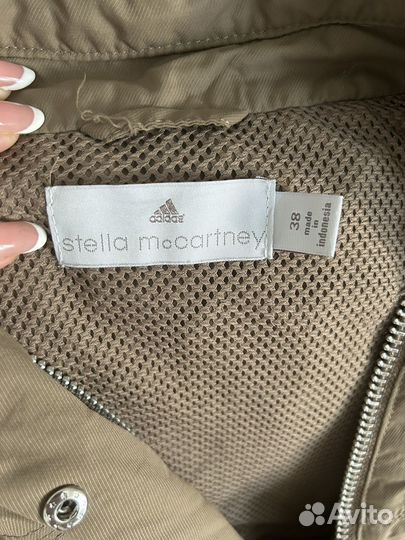 adidas
stella mccartney
38
made
in
indonesia
Avito